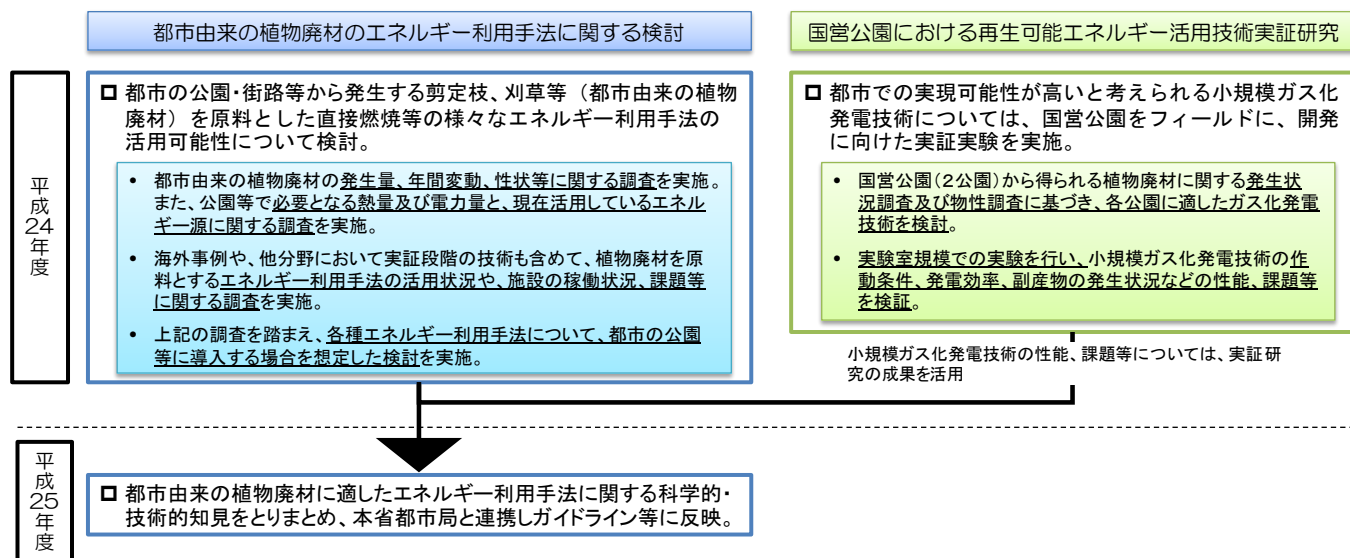 都市由来の植物廃材のエネルギー利用手法に関する検討
国営公園における再生可能エネルギー活用技術実証研究
平成24年度
都市の公園・街路等から発生する剪定枝、刈草等（都市由来の植物
廃材）を原料とした直接燃焼等の様々なエネルギー利用手法の
活用可能性について検討。
• 都市由来の植物廃材の発生量、年間変動、性状等に関する調査を実施。
また、公園等で必要となる熱量及び電力量と、現在活用しているエネル
ギー源に関する調査を実施。
• 海外事例や、他分野において実証段階の技術も含めて、植物廃材を原
料とするエネルギー利用手法の活用状況や、施設の稼働状況、課題等
に関する調査を実施。
• 上記の調査を踏まえ、各種エネルギー利用手法について、都市の公園
等に導入する場合を想定した検討を実施。
都市での実現可能性が高いと考えられる小規模ガス化
発電技術については、国営公園をフィールドに、開発
に向けた実証実験を実施。
• 国営公園（2公園）から得られる植物廃材に関する発生状
況調査及び物性調査に基づき、各公園に適したガス化発電
技術を検討。
• 実験室規模での実験を行い、小規模ガス化発電技術の作
動条件、発電効率、副産物の発生状況などの性能、課題等
を検証。
小規模ガス化発電技術の性能、課題等については、実証研
究の成果を活用
平成25年度
都市由来の植物廃材に適したエネルギー利用手法に関する科学的・
技術的知見をとりまとめ、本省都市局と連携しガイドライン等に反映。